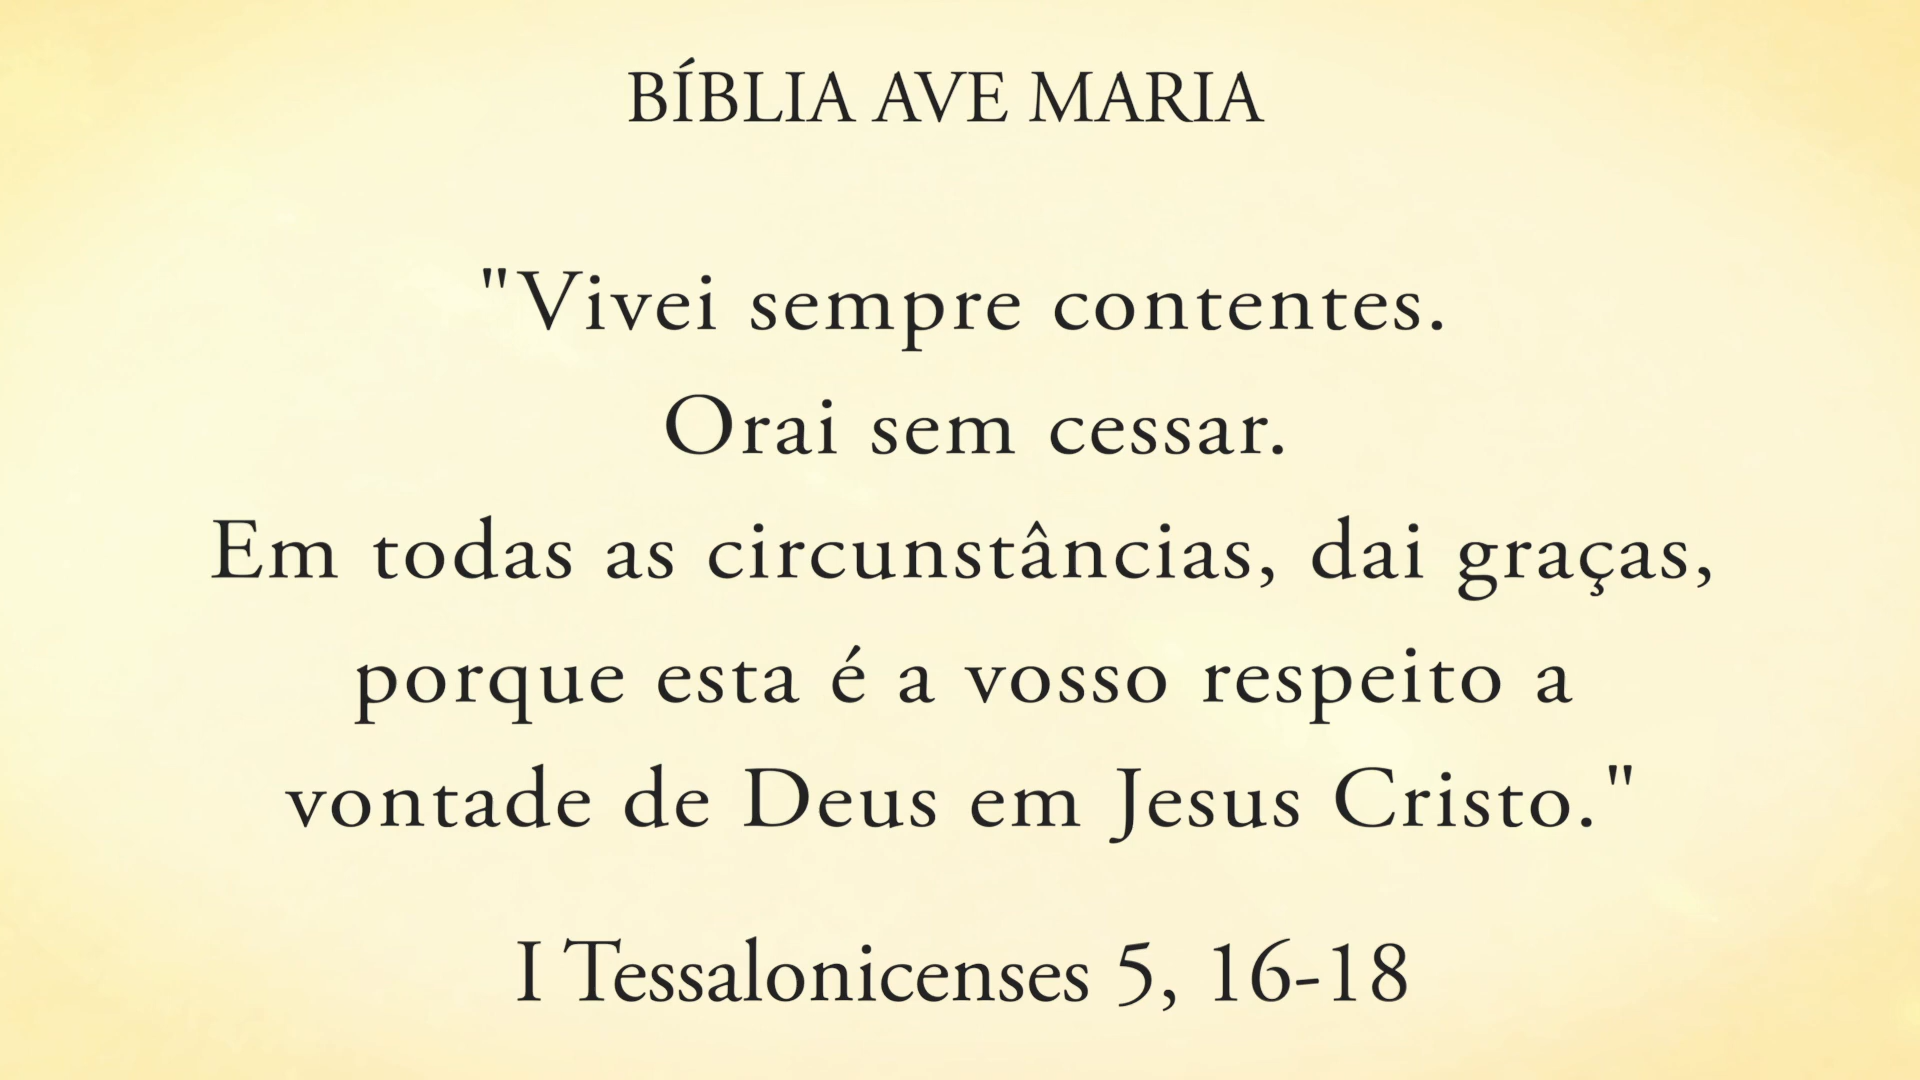 BÍBLIA AVE MARIA
"Vivei sempre contentes.
Orai sem cessar.
Em todas as circunstâncias, dai graças,
porque esta é a vosso respeito a
vontade de Deus em Jesus Cristo."
I Tessalonicenses 5, 16-18